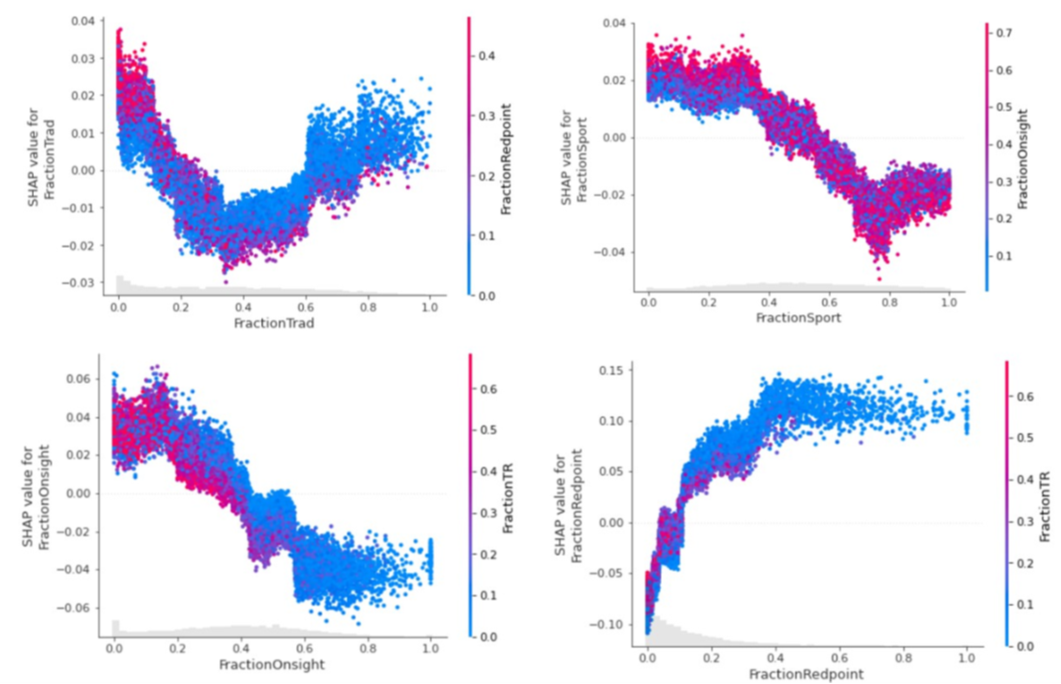 0.04
0.03
0.02
0.01
0.00
−0.01
−0.02
−0.03
SHAP value for
FractionTrad
0.0 0.2 0.4 0.6 0.8 1.0
FractionTrad
0.4
0.3
0.2
0.1
0.0
FractionRedpoint
0.04
0.02
0.00
−0.02
−0.04
SHAP value for
FractionSport
0.0 0.2 0.4 0.6 0.8 1.0
FractionSport
0.7
0.6
0.5
0.4
0.3
0.2
0.1
FractionOnsight
0.06
0.04
0.02
0.00
−0.02
−0.04
−0.06
SHAP value for
FractionOnsight
0.0 0.2 0.4 0.6 0.8 1.0
FractionOnsight
0.6
0.5
0.4
0.3
0.2
0.1
0.0
FractionTR
0.15
0.10
0.05
0.00
−0.05
−0.10
SHAP value for
FractionRedpoint
0.0 0.2 0.4 0.6 0.8 1.0
FractionRedpoint
0.6
0.5
0.4
0.3
0.2
0.1
0.0
FractionTR